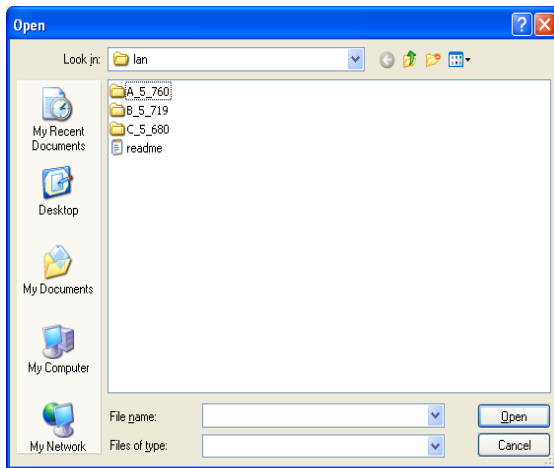 Open
Look in:
lan
A_5_760
B_5_719
C_5_680
readme
My Recent
Documents
Desktop
My Documents
My Computer
My Network
File name:
Open
Files of type:
Cancel